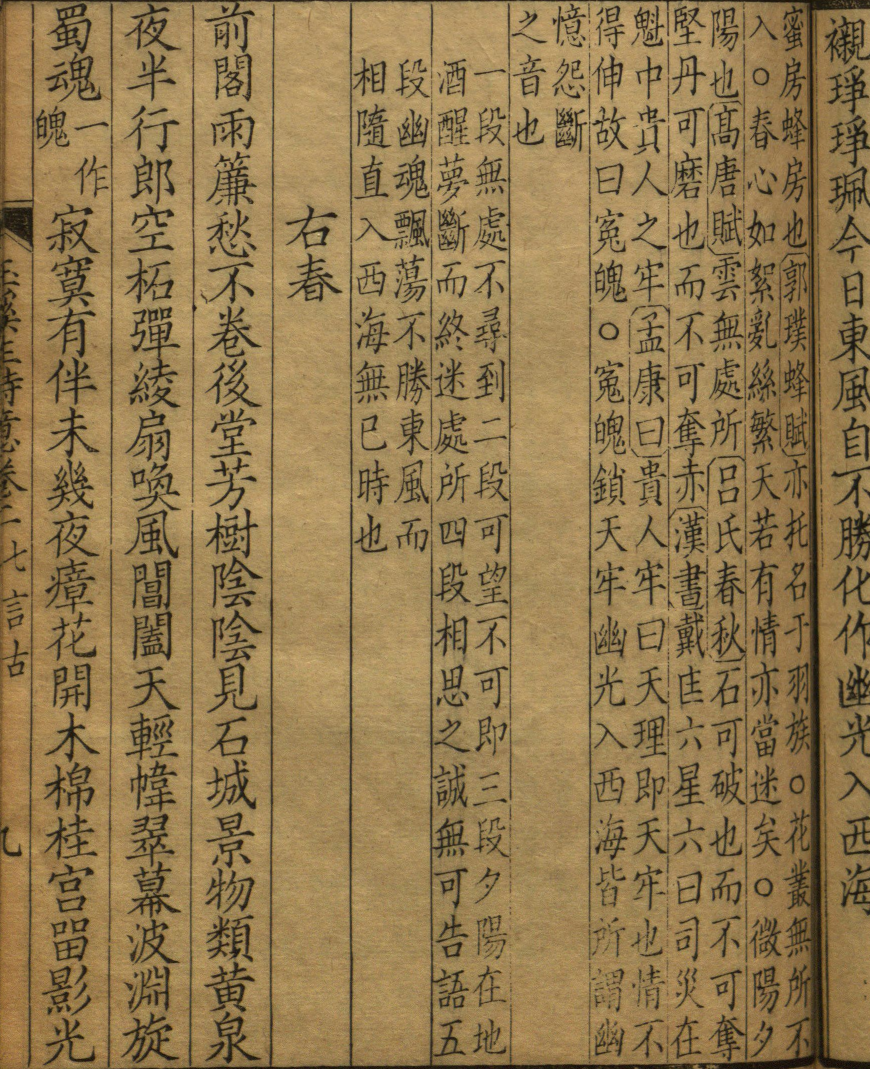 襯琤琤珮今日東風自不勝化作幽光入西海
蜜房蜂房也郭璞蜂賦亦托名于羽族○花叢無所不
入○春心如絮亂絲繁天若有情亦當迷矣○微陽夕
陽也高唐賦雲無處所吕氏春秋石可破也而不可奪
堅丹可磨也而不可奪赤漢書戴匡六星六曰司災在
魁中貴人之牢孟康曰貴人牢曰天理即天牢也情不
得伸故曰寃魄○寃魄鎖天牢幽光入西海皆所謂幽
憶怨斷
之音也
一段無處不尋到二段可望不可即三段夕陽在地
酒醒夢斷而終迷處所四段相思之誠無可告語五
段幽魂飄蕩不勝東風而
相隨直入西海無已時也
右春
前閣雨簾愁不卷後堂芳樹陰陰見石城景物類黄泉
夜半行郎空柘彈綾扇喚風閶闔天輕幃翠幕波淵旋
蜀魂一作魄寂寞有伴未幾夜瘴花開木棉桂宫留影光
玉谿生詩意卷三 七言古 九